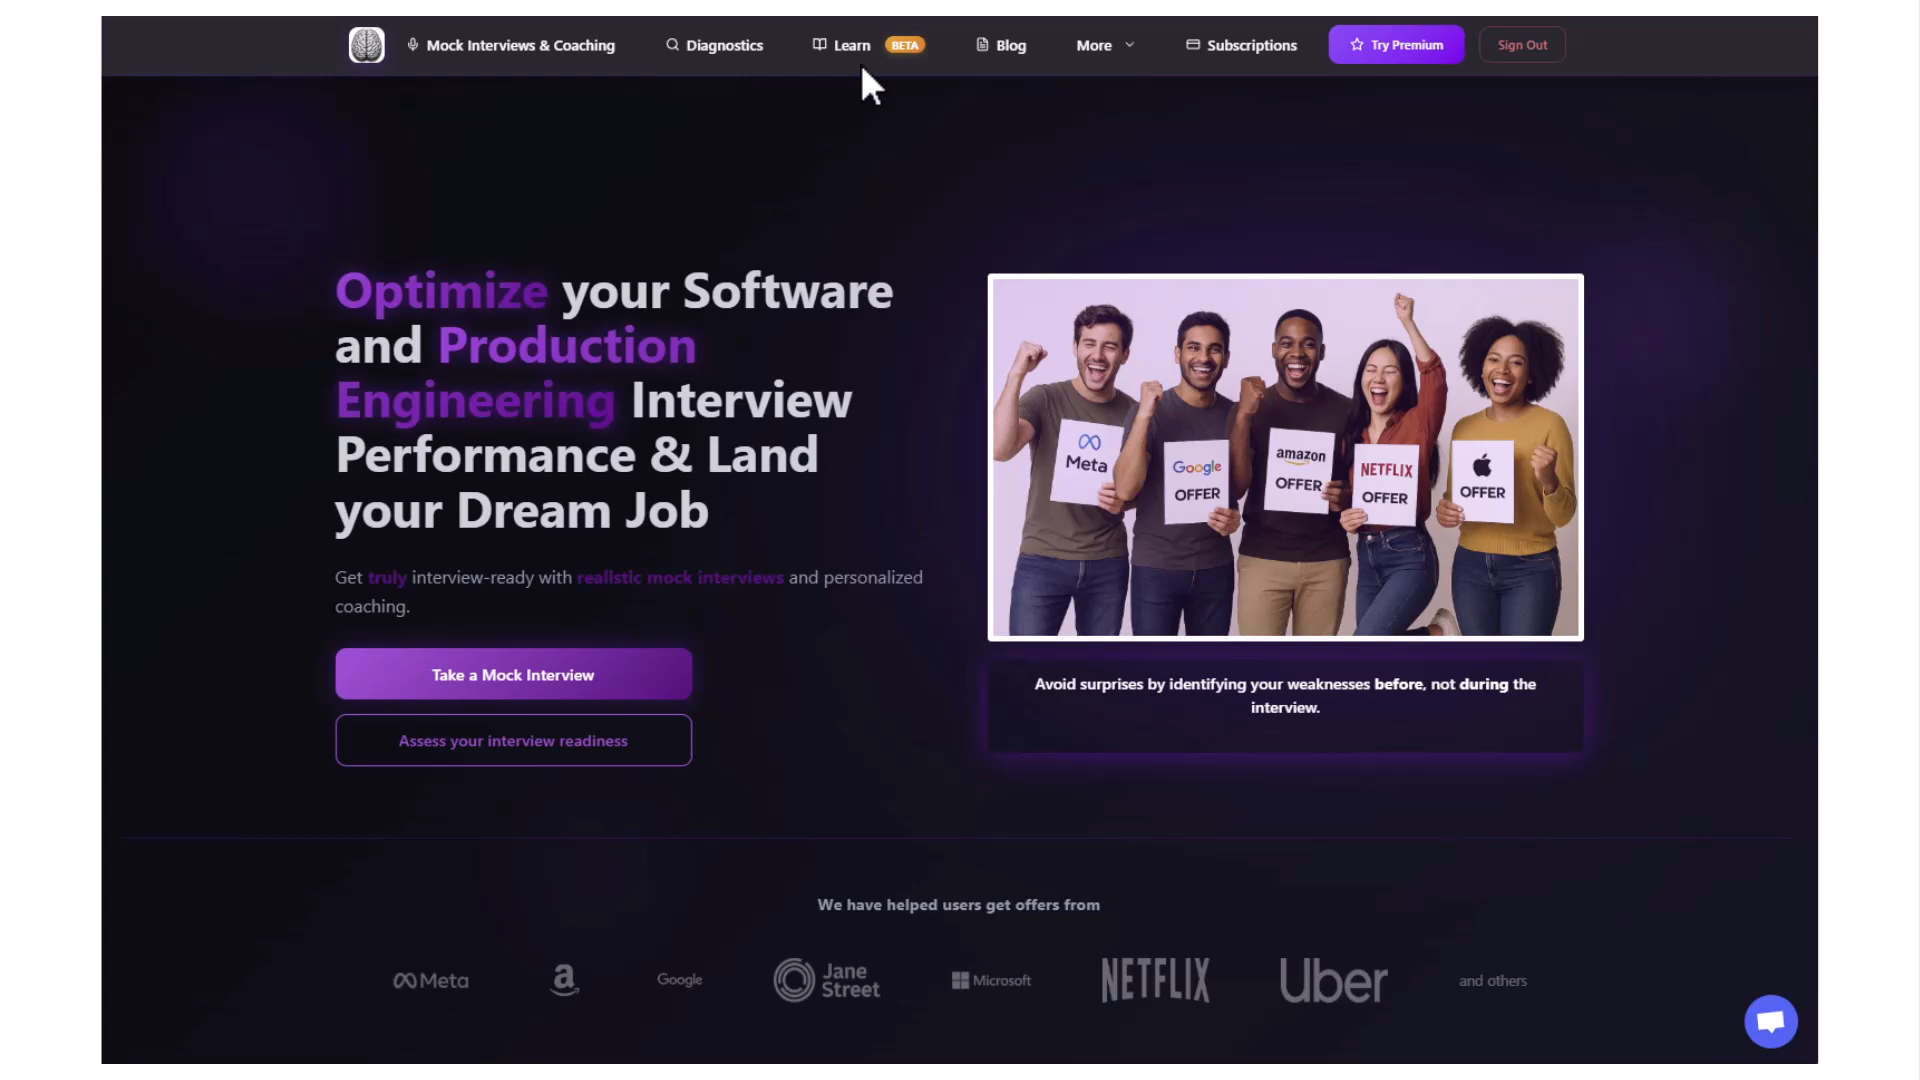 Mock Interviews & Coaching
Diagnostics
Learn BETA
Blog
More
Subscriptions
Try Premium
Sign Out
Optimize your Software
and Production
Engineering Interview
Performance & Land
your Dream Job
Get truly interview-ready with realistic mock interviews and personalized
coaching.
Take a Mock Interview
Assess your interview readiness
Meta
Google
OFFER
amazon
OFFER
NETFLIX
OFFER
OFFER
Avoid surprises by identifying your weaknesses before, not during the
interview.
We have helped users get offers from
Meta
a
Google
Jane
Street
Microsoft
NETFLIX
Uber
and others